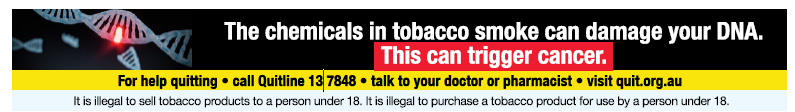 The chemicals in tobacco smoke can damage your DNA.
This can trigger cancer.
For help quitting • call Quitline 13 7848 • talk to your doctor or pharmacist • visit quit.org.au
It is illegal to sell tobacco products to a person under 18. It is illegal to purchase a tobacco product for use by a person under 18.